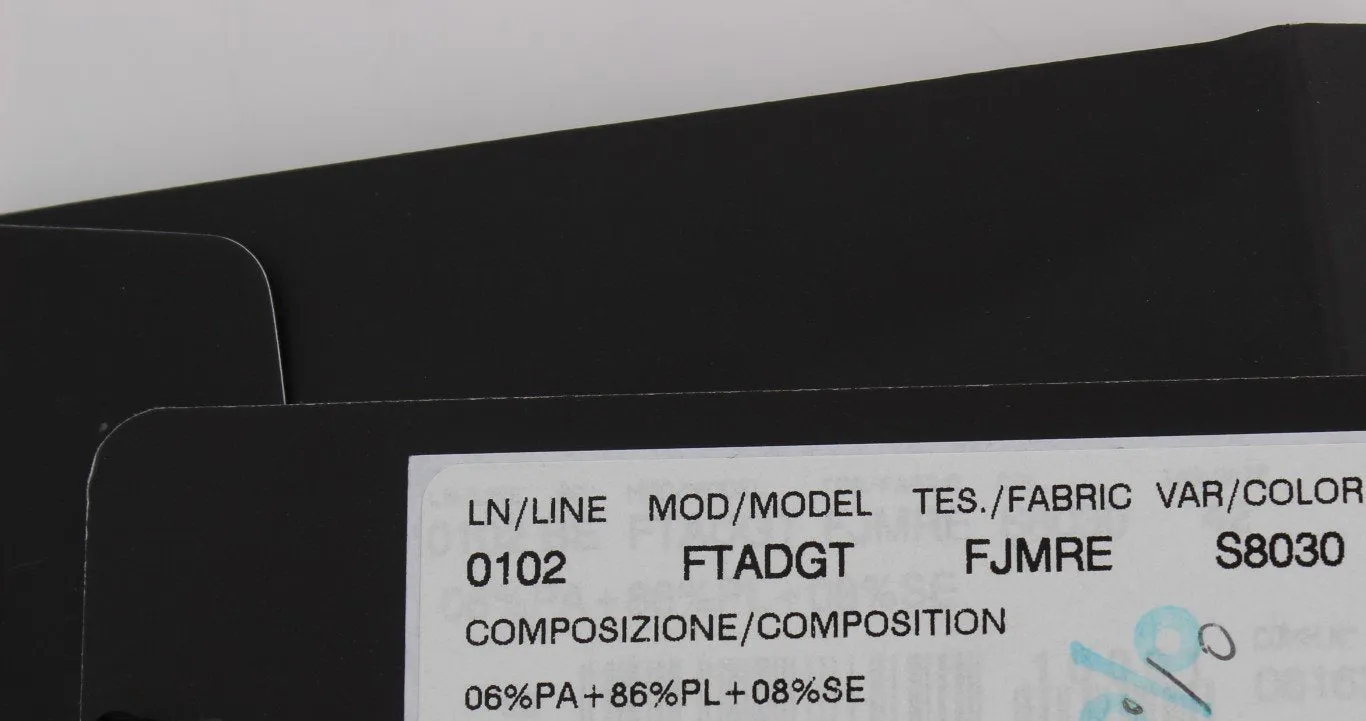 LN/LINE MOD/MODEL TES./FABRIC VAR/COLOR
0102 FTADGT FJMRE S8030
COMPOSIZIONE/COMPOSITION
06%PA+86%PL+08%SE